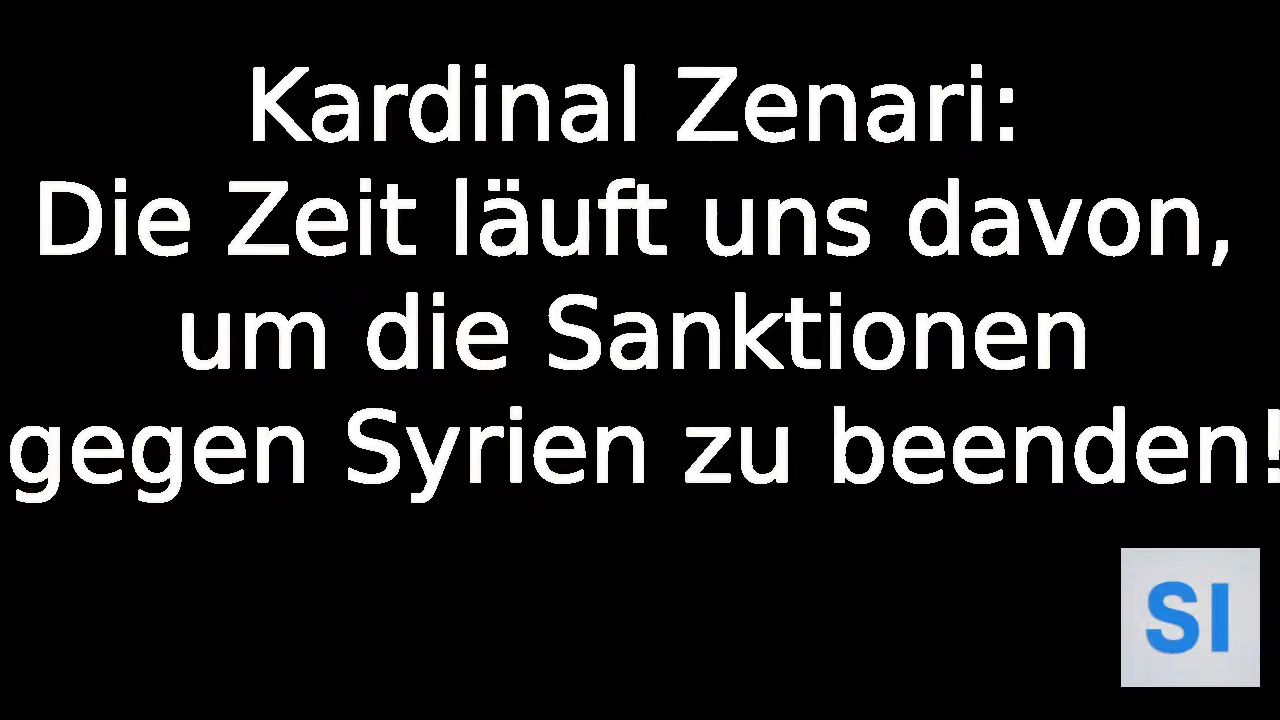 Kardinal Zenari:
Die Zeit läuft uns davon,
um die Sanktionen
gegen Syrien zu beenden!
SI